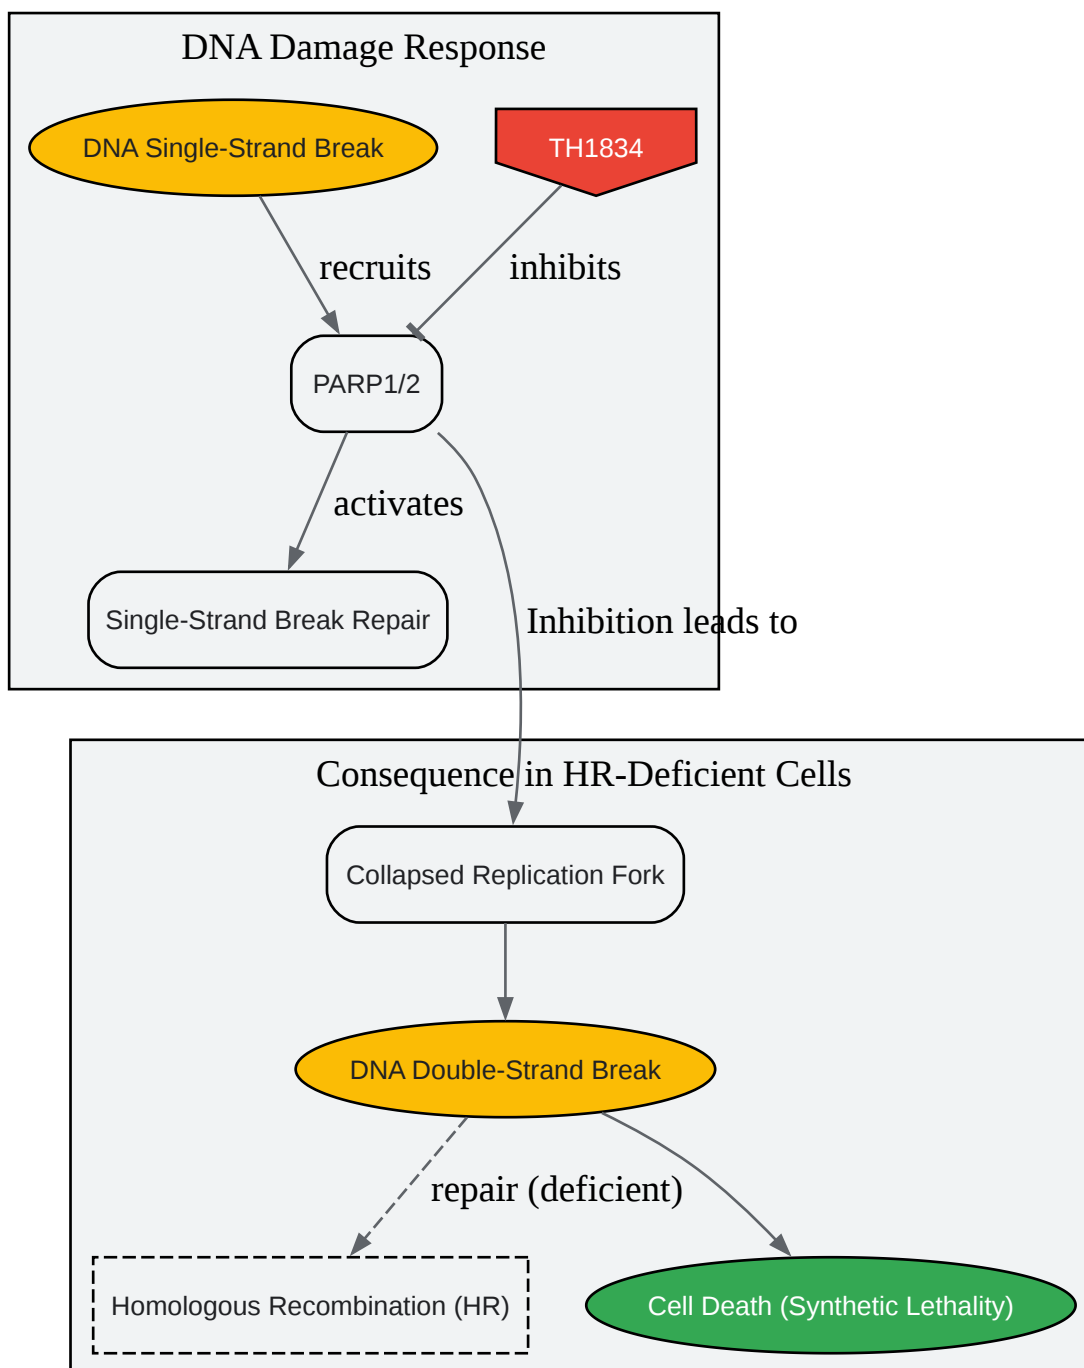 DNA Damage Response
DNA Single-Strand Break
TH1834
recruits
inhibits
PARP1/2
activates
Single-Strand Break Repair
Inhibition leads to
Consequence in HR-Deficient Cells
Collapsed Replication Fork
DNA Double-Strand Break
repair (deficient)
Homologous Recombination (HR)
Cell Death (Synthetic Lethality)